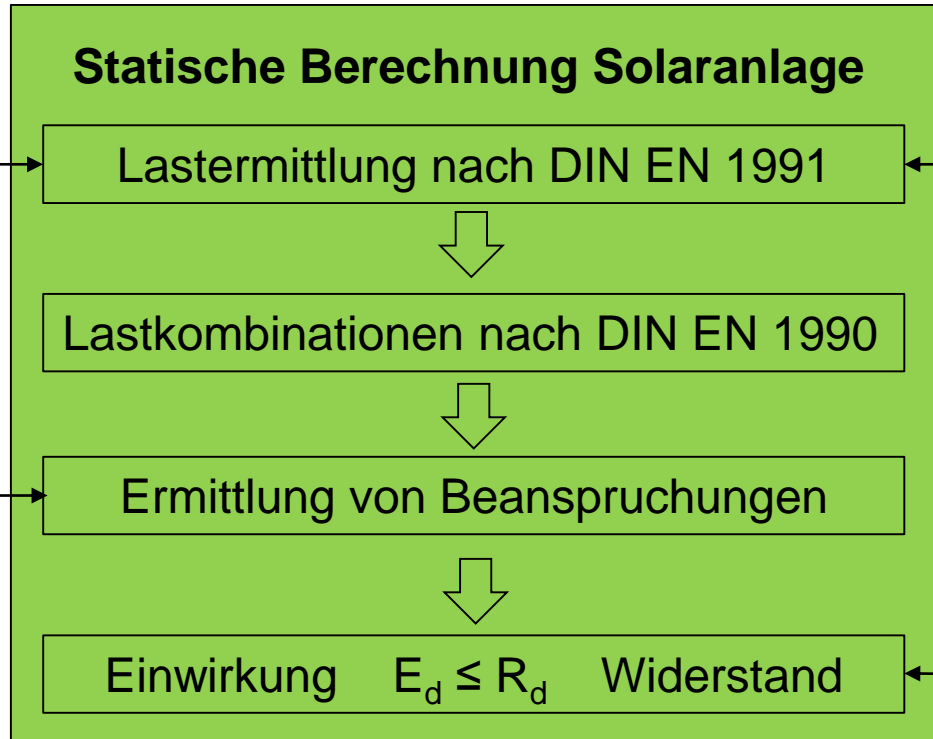 Statische Berechnung Solaranlage
Lastermittlung nach DIN EN 1991
Lastkombinationen nach DIN EN 1990
Ermittlung von Beanspruchungen
Einwirkung E_d ≤ R_d Widerstand